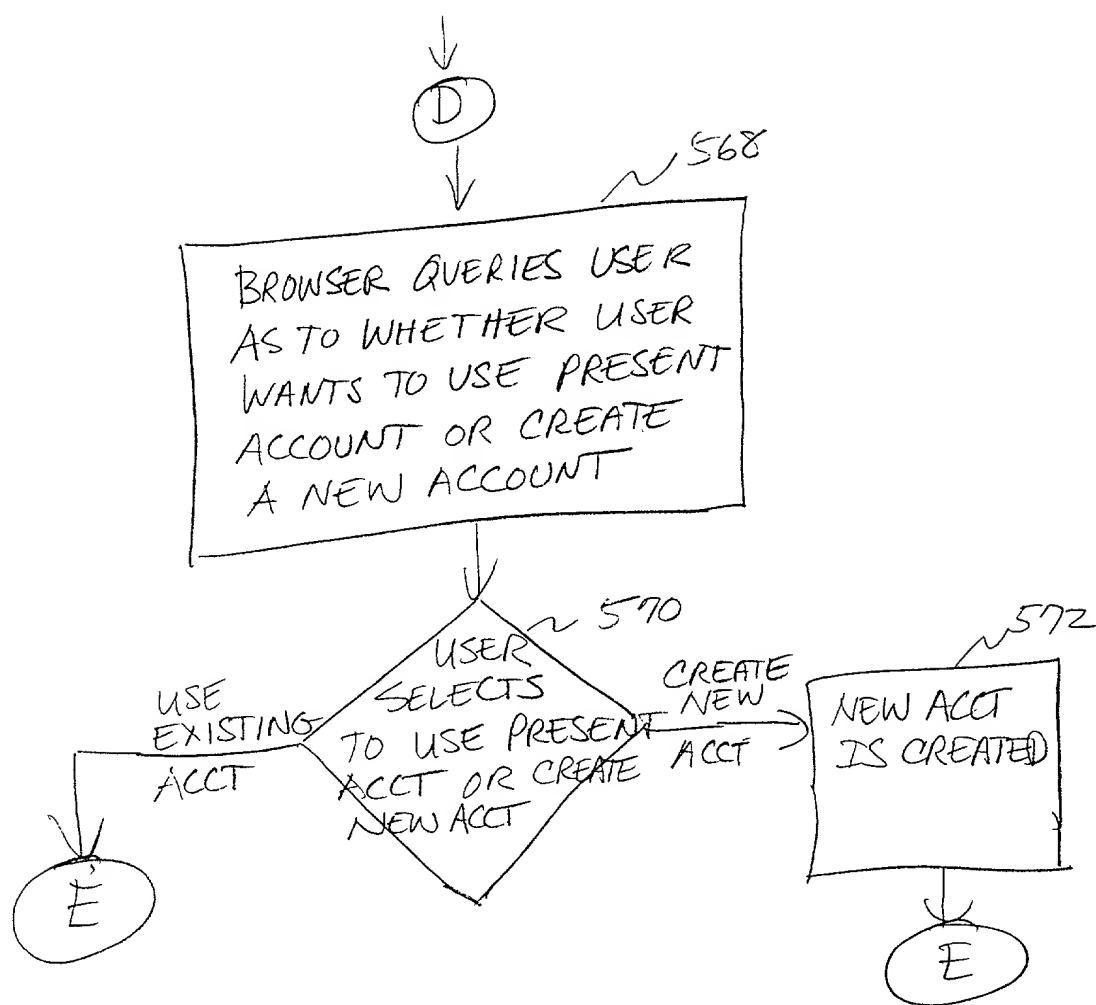 D
568
BROWSER QUERIES USER
AS TO WHETHER USER
WANTS TO USE PRESENT
ACCOUNT OR CREATE
A NEW ACCOUNT
570
USER
SELECTS
TO USE PRESENT
ACCT OR CREATE
NEW ACCT
USE
EXISTING
ACCT
E
CREATE
NEW
ACCT
572
NEW ACCT
IS CREATED
E